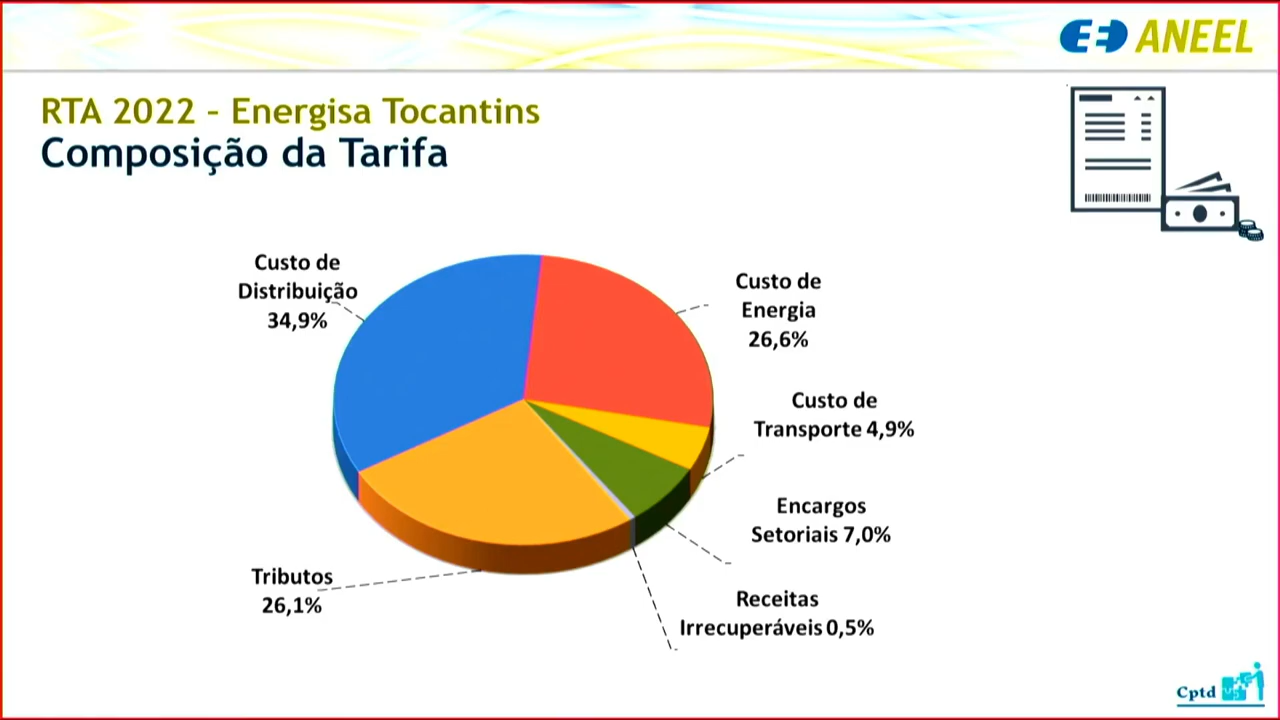 ANEEL
RTA 2022 – Energisa Tocantins
Composição da Tarifa
Custo de
Distribuição
34,9%
Custo de
Energia
26,6%
Custo de
Transporte 4,9%
Encargos
Setoriais 7,0%
Tributos
26,1%
Receitas
Irrecuperáveis 0,5%
Cptd